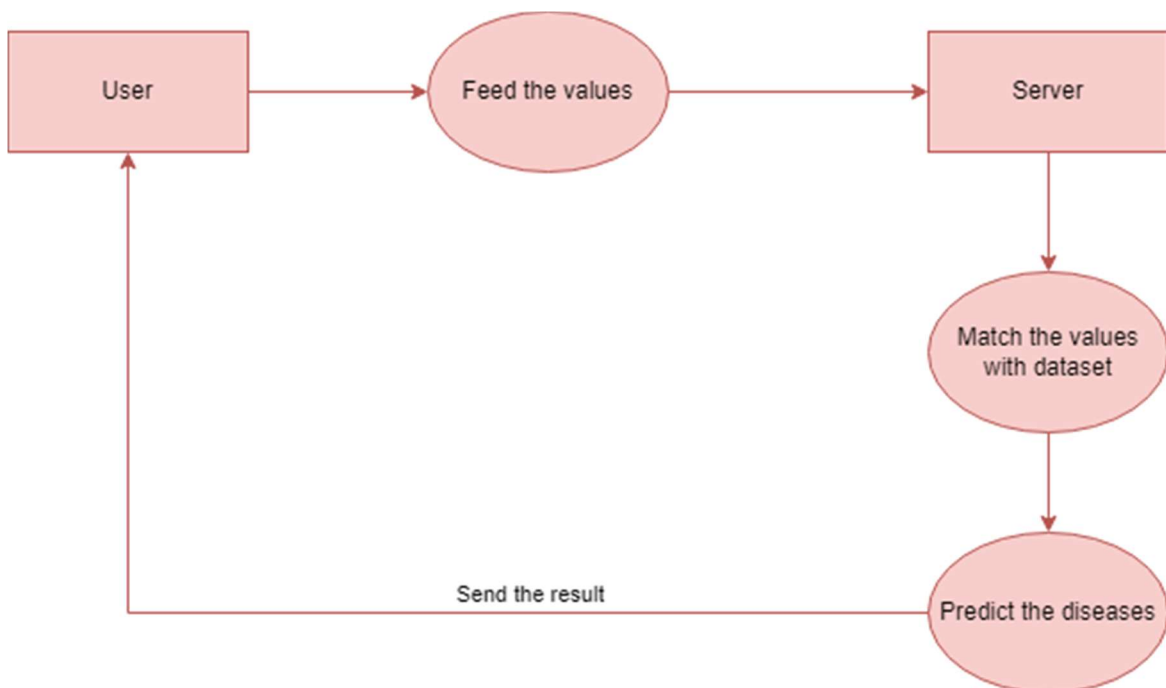 User
Feed the values
Server
Match the values
with dataset
Send the result
Predict the diseases